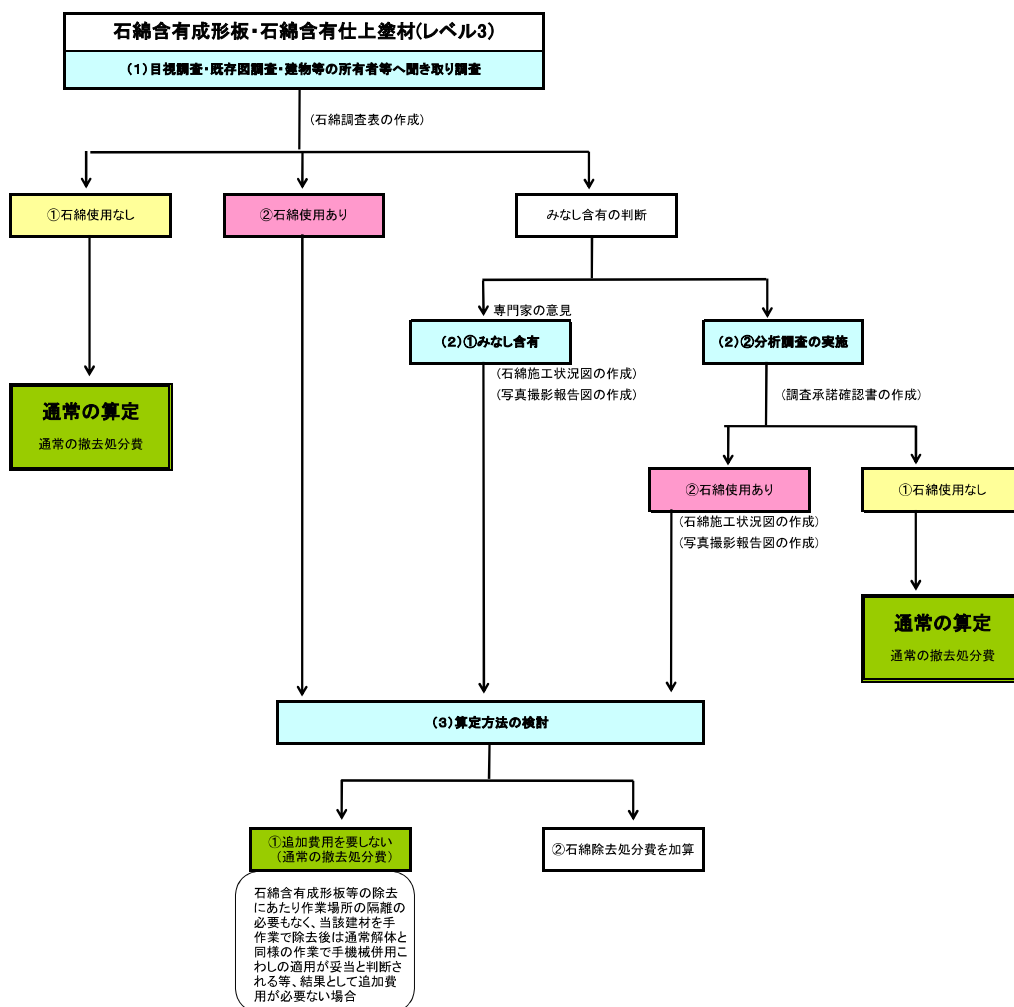 石綿含有成形板・石綿含有仕上塗材(レベル3)
(1)目視調査・既存図調査・建物等の所有者等へ聞き取り調査
(石綿調査表の作成)
①石綿使用なし
②石綿使用あり
みなし含有の判断
専門家の意見
(2)①みなし含有
(2)②分析調査の実施
(石綿施工状況図の作成)
(写真撮影報告図の作成)
(調査承諾確認書の作成)
通常の算定
通常の撤去処分費
②石綿使用あり
①石綿使用なし
(石綿施工状況図の作成)
(写真撮影報告図の作成)
通常の算定
通常の撤去処分費
(3)算定方法の検討
①追加費用を要しない
(通常の撤去処分費)
②石綿除去処分費を加算
石綿含有成形板等の除去
にあたり作業場所の隔離の
必要もなく、当該建材を手
作業で除去後は通常解体と
同様の作業で手機械併用こ
わしの適用が妥当と判断さ
れる等、結果として追加費
用が必要ない場合